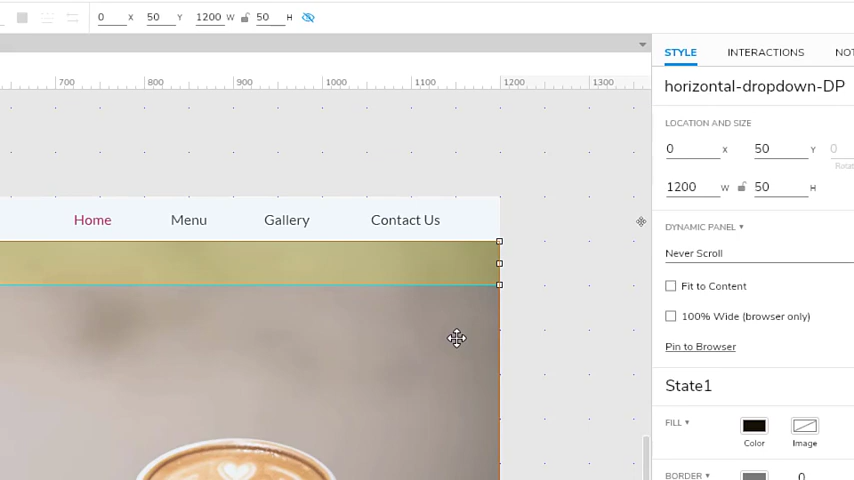 0 X 50 Y 1200 W 50 H
700 800 900 1000 1100 1200 1300
STYLE INTERACTIONS NOT
horizontal-dropdown-DP
LOCATION AND SIZE
0 X 50 Y 0
Rotat
1200 W 50 H
Home Menu Gallery Contact Us
DYNAMIC PANEL
Never Scroll
Fit to Content
100% Wide (browser only)
Pin to Browser
State1
FILL
Color Image
BORDER 0